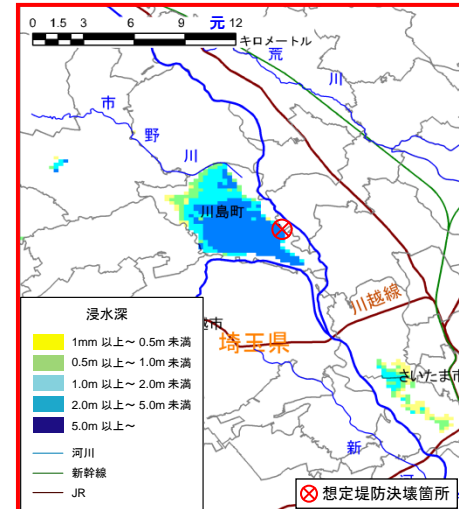 元
0 1.5 3 6 9 12
キロメートル
荒川
市野川
川島町
川越線
越市
埼玉県
さいたま市
新河
浸水深
1mm 以上～ 0.5m 未満
0.5m 以上～ 1.0m 未満
1.0m 以上～ 2.0m 未満
2.0m 以上～ 5.0m 未満
5.0m 以上～
河川
新幹線
JR
想定堤防決壊箇所